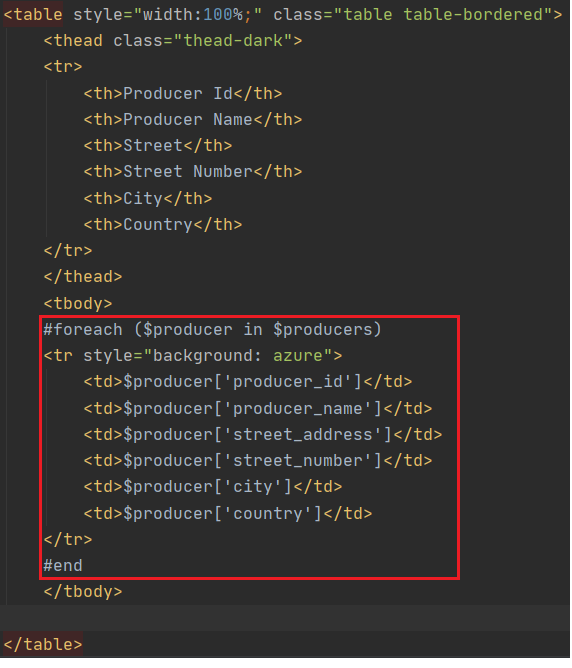 <table style="width:100%;" class="table table-bordered">
    <thead class="thead-dark">
    <tr>
        <th>Producer Id</th>
        <th>Producer Name</th>
        <th>Street</th>
        <th>Street Number</th>
        <th>City</th>
        <th>Country</th>
    </tr>
    </thead>
    <tbody>
    #foreach ($producer in $producers)
    <tr style="background: azure">
        <td>$producer['producer_id']</td>
        <td>$producer['producer_name']</td>
        <td>$producer['street_address']</td>
        <td>$producer['street_number']</td>
        <td>$producer['city']</td>
        <td>$producer['country']</td>
    </tr>
    #end
    </tbody>
</table>